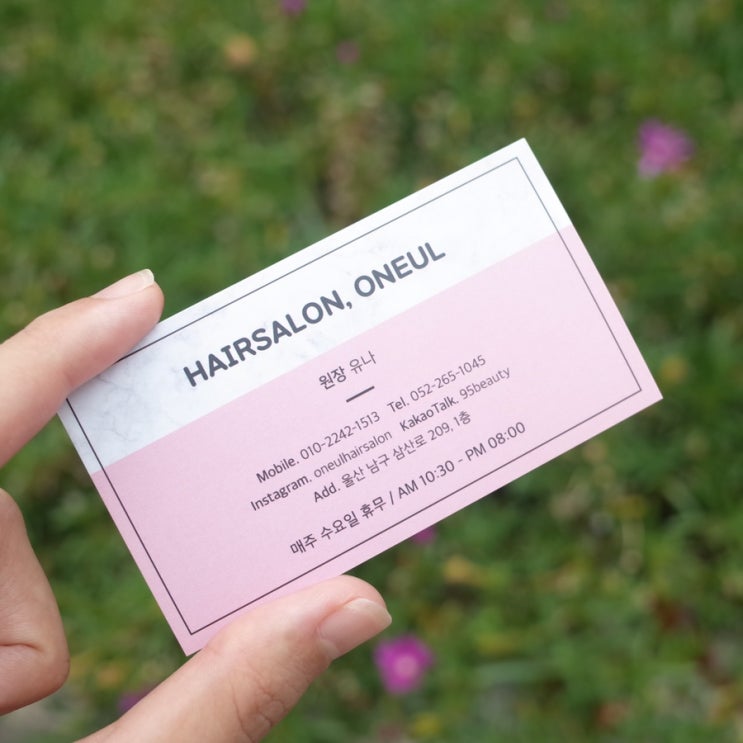 HAIRSALON, ONEUL
원장 유나
Mobile. 010-2242-1513 Tel. 052-265-1045
Instagram. oneulhairsalon KakaoTalk. 95beauty
Add. 울산 남구 삼산로 209, 1층
매주 수요일 휴무 / AM 10:30 - PM 08:00